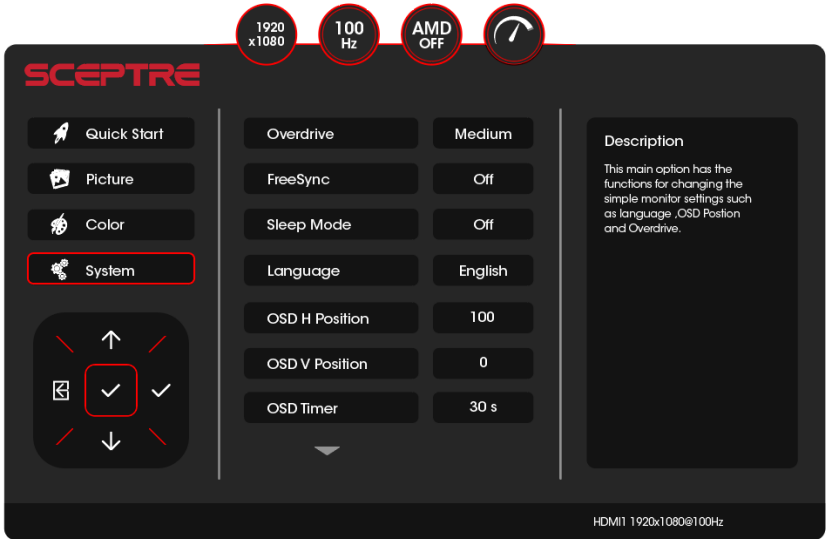 1920
x1080
100
Hz
AMD
OFF
SCEPTRE
Quick Start
Picture
Color
System
Overdrive Medium
FreeSync Off
Sleep Mode Off
Language English
OSD H Position 100
OSD V Position 0
OSD Timer 30 s
Description
This main option has the
functions for changing the
simple monitor settings such
as language ,OSD Postion
and Overdrive.
HDMI1 1920x1080@100Hz